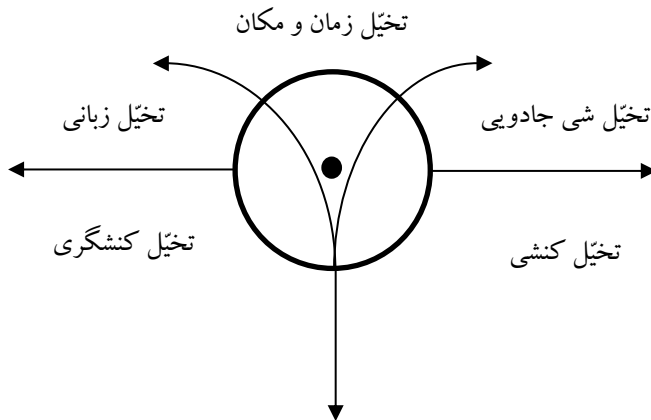 تخیّل زمان و مکان
تخیّل شی جادویی
تخیّل زبانی
تخیّل کنشی
تخیّل کنشگری